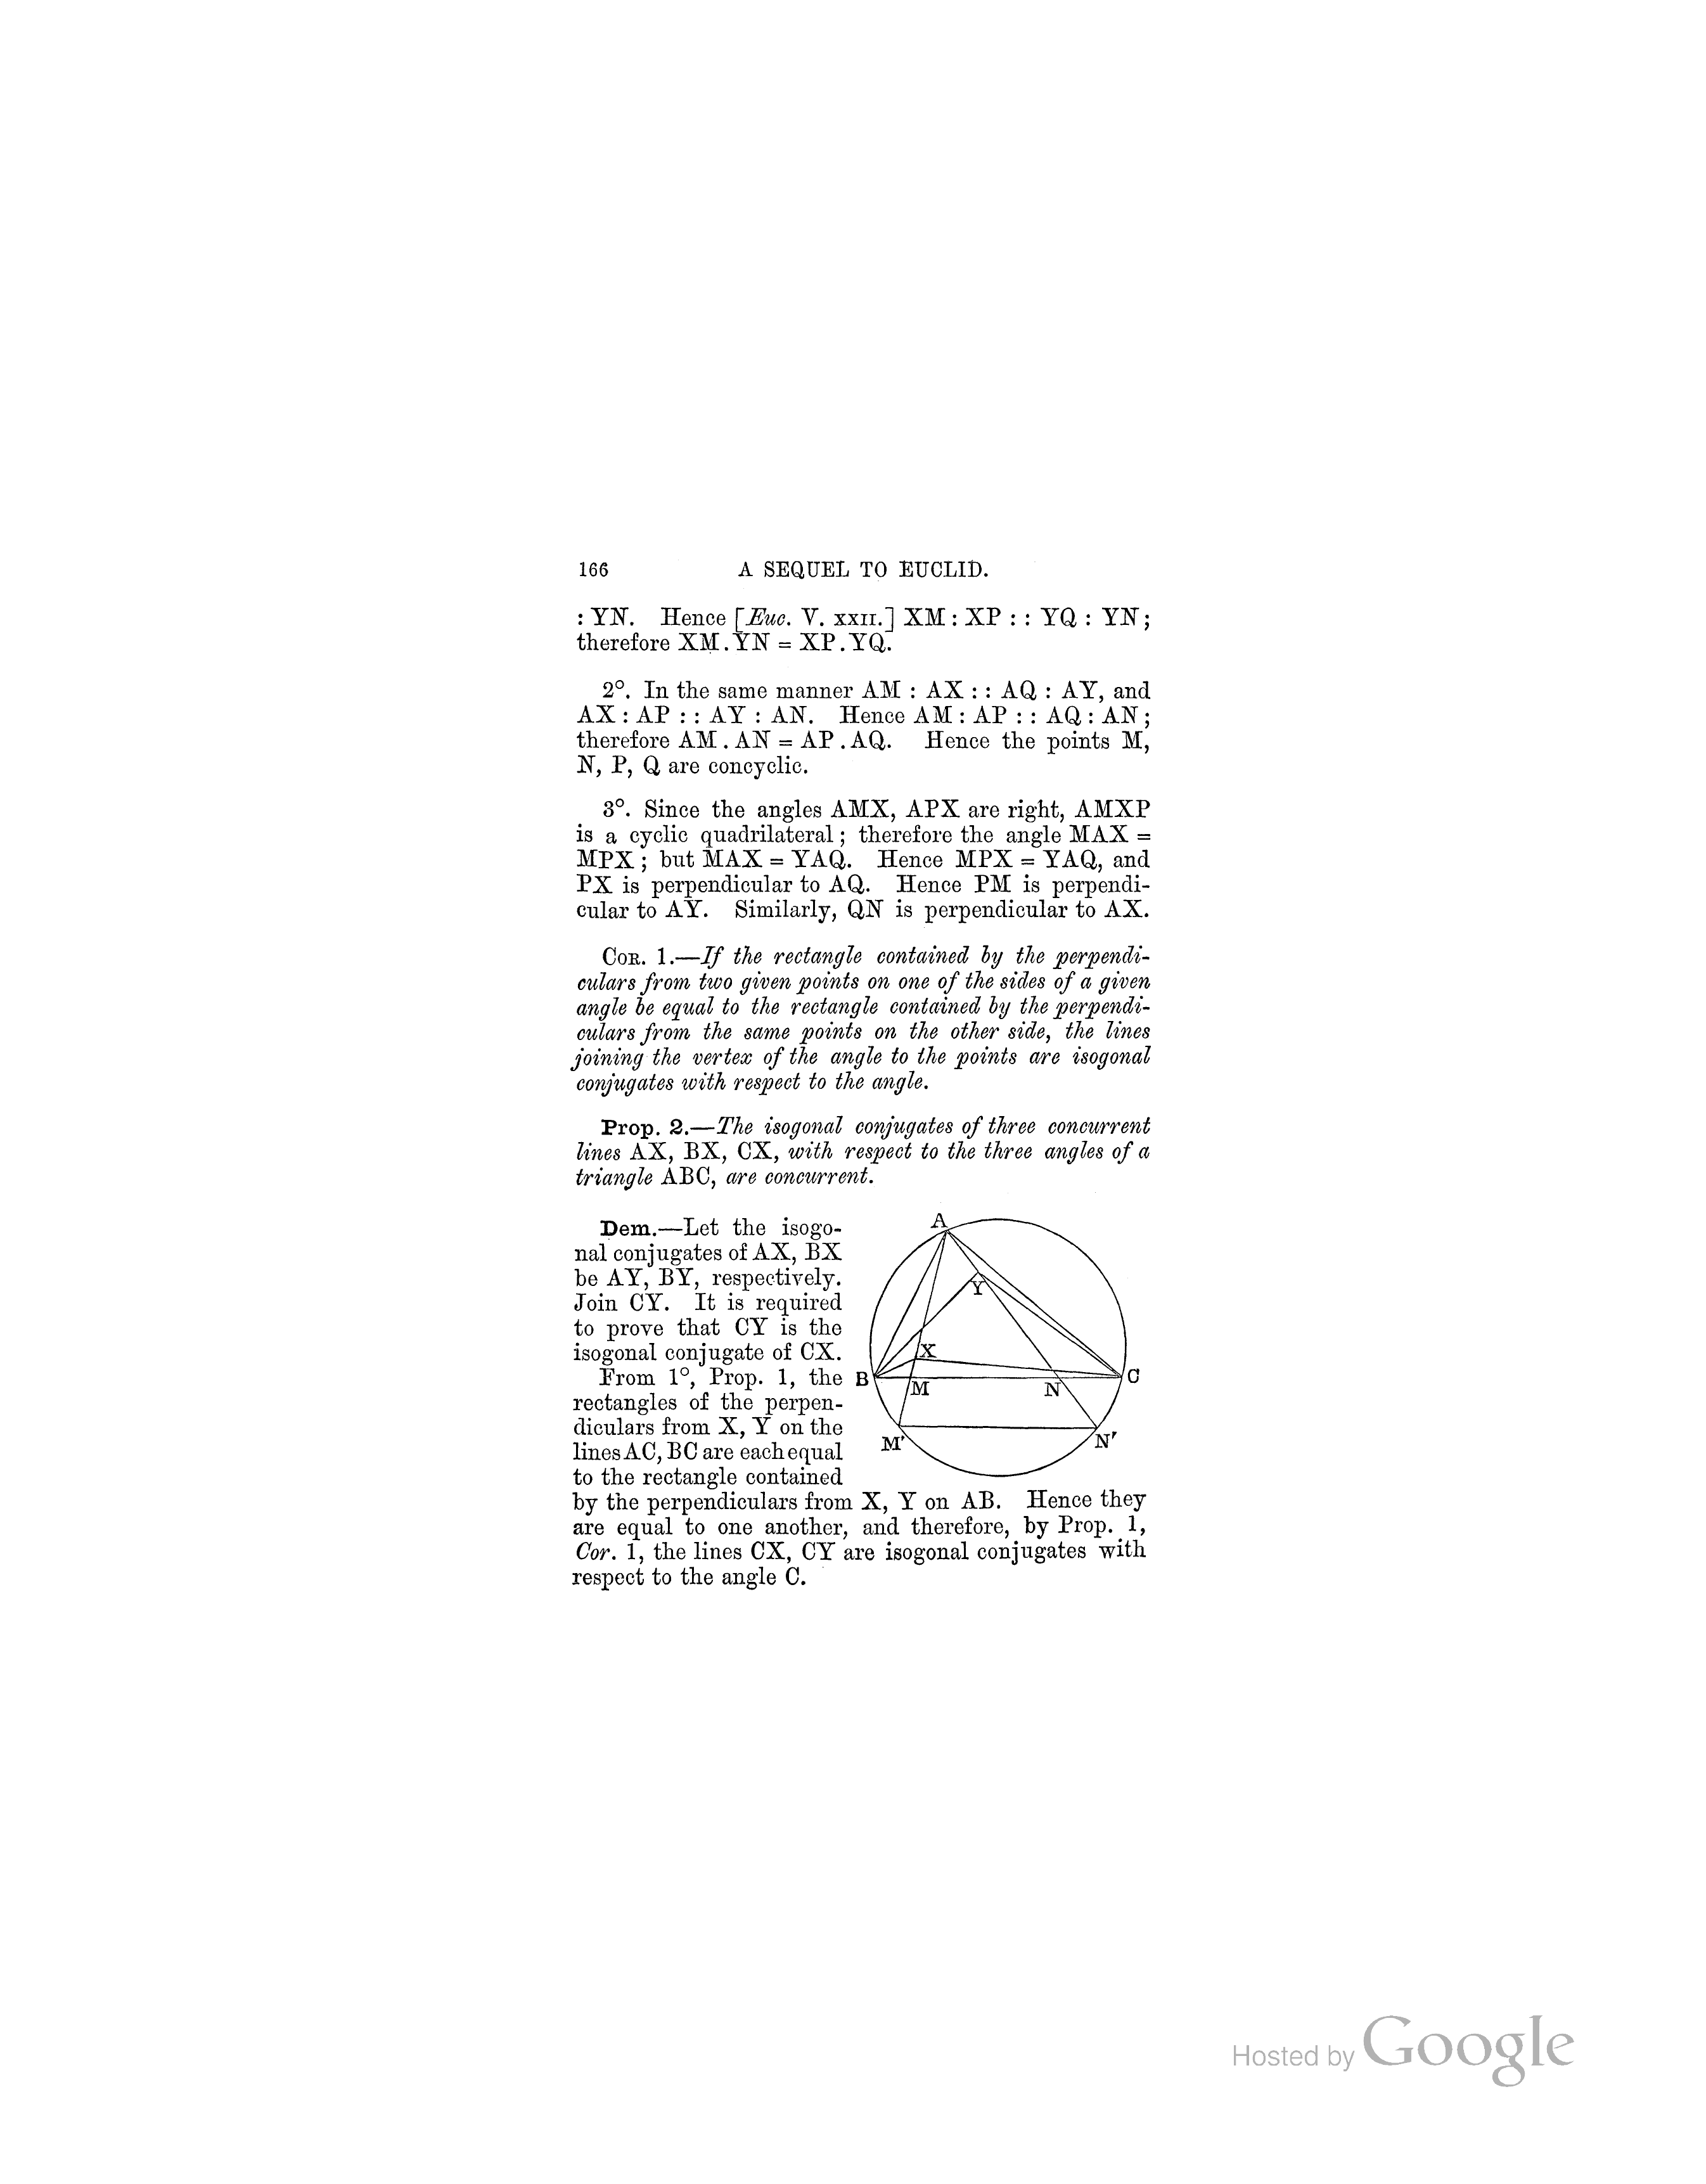 166 A SEQUEL TO EUCLID.
: YN. Hence [Euc. V. XXII.] XM : XP : : YQ : YN;
therefore XM . YN = XP . YQ.
2°. In the same manner AM : AX : : AQ : AY, and
AX : AP : : AY : AN. Hence AM : AP : : AQ : AN;
therefore AM . AN = AP . AQ. Hence the points M,
N, P, Q are concyclic.
3°. Since the angles AMX, APX are right, AMXP
is a cyclic quadrilateral; therefore the angle MAX =
MPX; but MAX = YAQ. Hence MPX = YAQ, and
PX is perpendicular to AQ. Hence PM is perpendi-
cular to AY. Similarly, QN is perpendicular to AX.
COR. 1.—If the rectangle contained by the perpendi-
culars from two given points on one of the sides of a given
angle be equal to the rectangle contained by the perpendi-
culars from the same points on the other side, the lines
joining the vertex of the angle to the points are isogonal
conjugates with respect to the angle.
Prop. 2.—The isogonal conjugates of three concurrent
lines AX, BX, CX, with respect to the three angles of a
triangle ABC, are concurrent.
Dem.—Let the isogo-
nal conjugates of AX, BX
be AY, BY, respectively.
Join CY. It is required
to prove that CY is the
isogonal conjugate of CX.
From 1°, Prop. 1, the
rectangles of the perpen-
diculars from X, Y on the
lines AC, BC are each equal
to the rectangle contained
by the perpendiculars from X, Y on AB. Hence they
are equal to one another, and therefore, by Prop. 1,
Cor. 1, the lines CX, CY are isogonal conjugates with
respect to the angle C.
A
Y
X
B
M
N
C
M'
N'
Hosted by Google